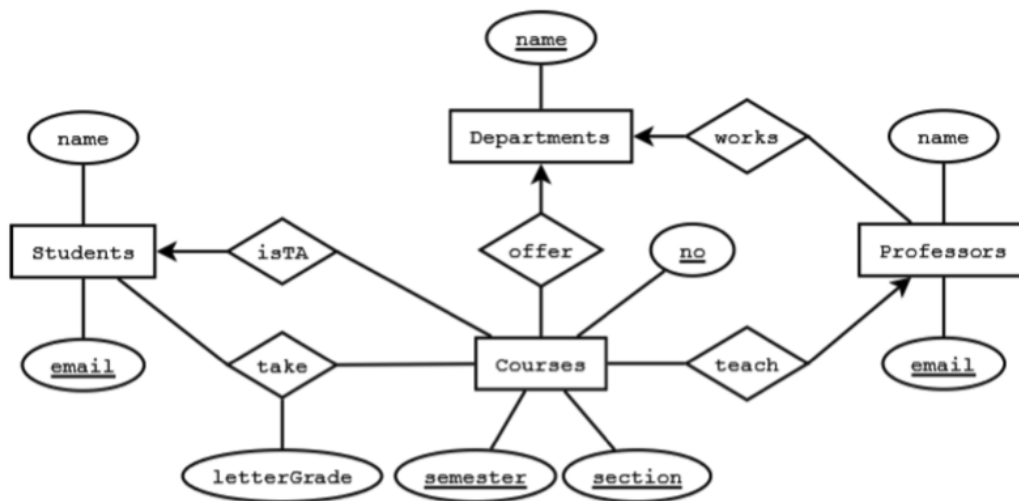 name
name
Departments
works
name
Students
isTA
offer
no
Professors
email
take
Courses
teach
email
letterGrade
semester
section